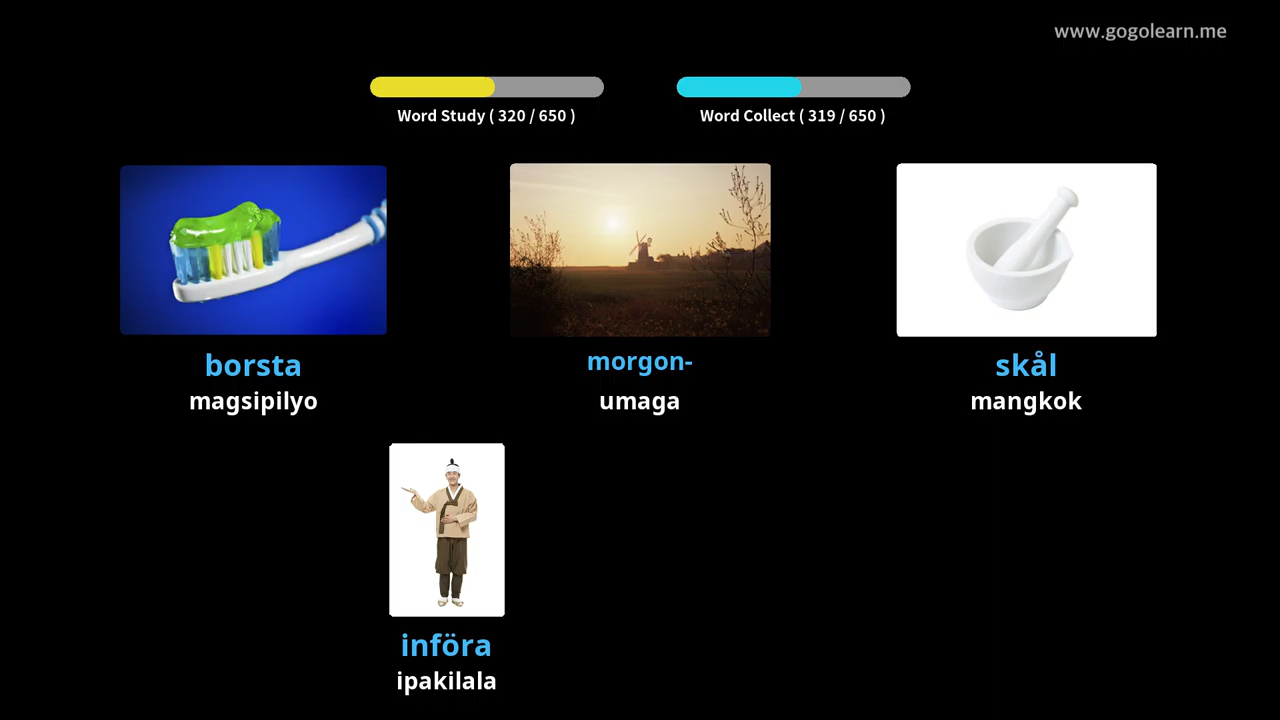 www.gogolearn.me
Word Study ( 320 / 650 )
Word Collect ( 319 / 650 )
borsta
magsipilyo
morgon-
umaga
skål
mangkok
införa
ipakilala